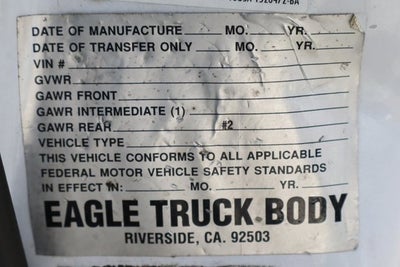 DATE OF MANUFACTURE MO. YR.
DATE OF TRANSFER ONLY MO. YR.
VIN #
GVWR
GAWR FRONT
GAWR INTERMEDIATE (1)
GAWR REAR #2
VEHICLE TYPE
THIS VEHICLE CONFORMS TO ALL APPLICABLE
FEDERAL MOTOR VEHICLE SAFETY STANDARDS
IN EFFECT IN: MO. YR.
EAGLE TRUCK BODY
RIVERSIDE, CA. 92503